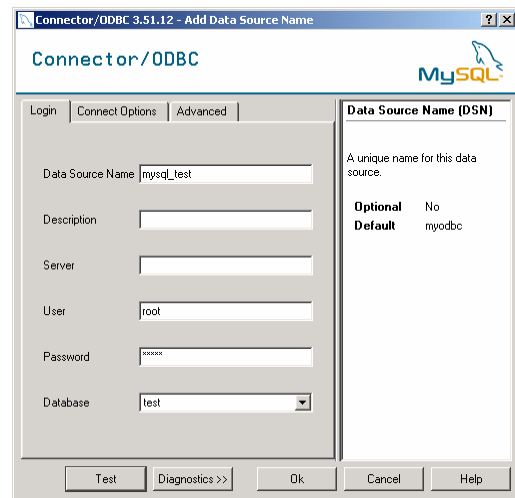 Connector/ODBC 3.51.12 - Add Data Source Name
Connector/ODBC
MySQL
Login
Connect Options
Advanced
Data Source Name
mysql_test
Description
Server
User
root
Password
*****
Database
test
Data Source Name (DSN)
A unique name for this data
source.
Optional No
Default myodbc
Test
Diagnostics >>
Ok
Cancel
Help